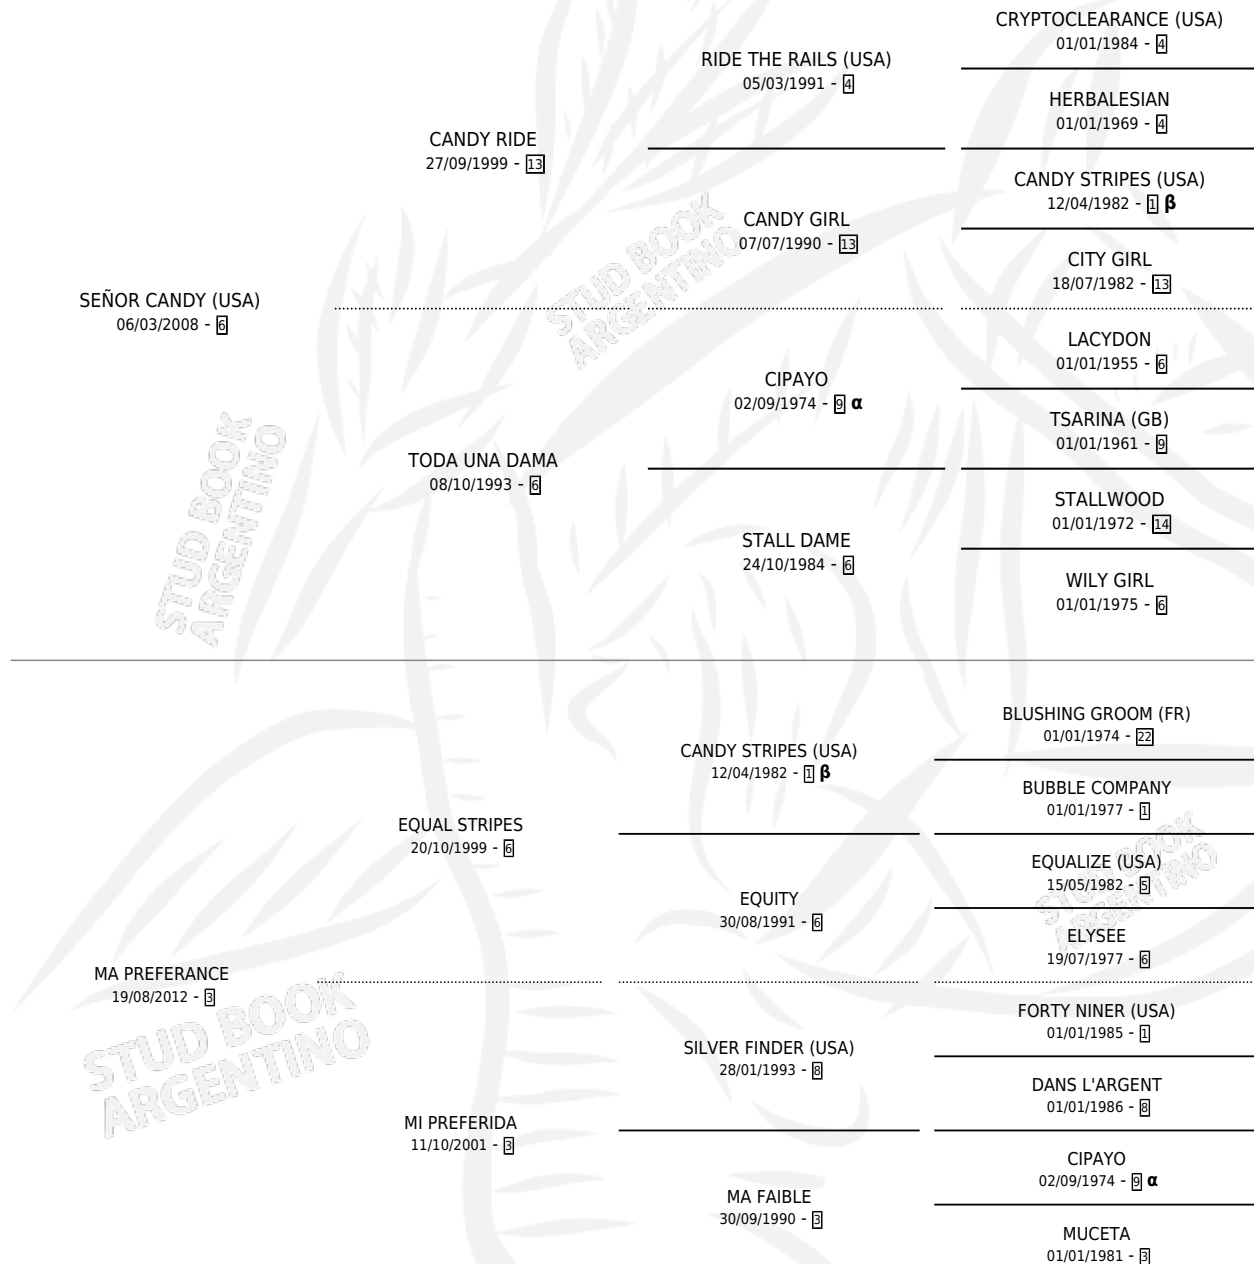 CRYPTOCLEARANCE (USA)
01/01/1984 - 4
RIDE THE RAILS (USA)
05/03/1991 - 4
HERBALESIAN
01/01/1969 - 4
CANDY RIDE
27/09/1999 - 13
CANDY STRIPES (USA)
12/04/1982 - 1 β
CANDY GIRL
07/07/1990 - 13
CITY GIRL
18/07/1982 - 13
SEÑOR CANDY (USA)
06/03/2008 - 6
STUD BOOK
ARGENTINO
LACYDON
01/01/1955 - 6
CIPAYO
02/09/1974 - 9 α
TSARINA (GB)
01/01/1961 - 9
TODA UNA DAMA
08/10/1993 - 6
STALLWOOD
01/01/1972 - 14
STALL DAME
24/10/1984 - 6
WILY GIRL
01/01/1975 - 6
STUD BOOK
ARGENTINO
BLUSHING GROOM (FR)
01/01/1974 - 22
CANDY STRIPES (USA)
12/04/1982 - 1 β
BUBBLE COMPANY
01/01/1977 - 1
EQUAL STRIPES
20/10/1999 - 6
EQUALIZE (USA)
15/05/1982 - 5
EQUITY
30/08/1991 - 6
ELYSEE
19/07/1977 - 6
STUD BOOK
ARGENTINO
MA PREFERANCE
19/08/2012 - 3
FORTY NINER (USA)
01/01/1985 - 1
SILVER FINDER (USA)
28/01/1993 - 8
DANS L'ARGENT
01/01/1986 - 8
STUD BOOK
ARGENTINO
MI PREFERIDA
11/10/2001 - 3
CIPAYO
02/09/1974 - 9 α
MA FAIBLE
30/09/1990 - 3
MUCETA
01/01/1981 - 3